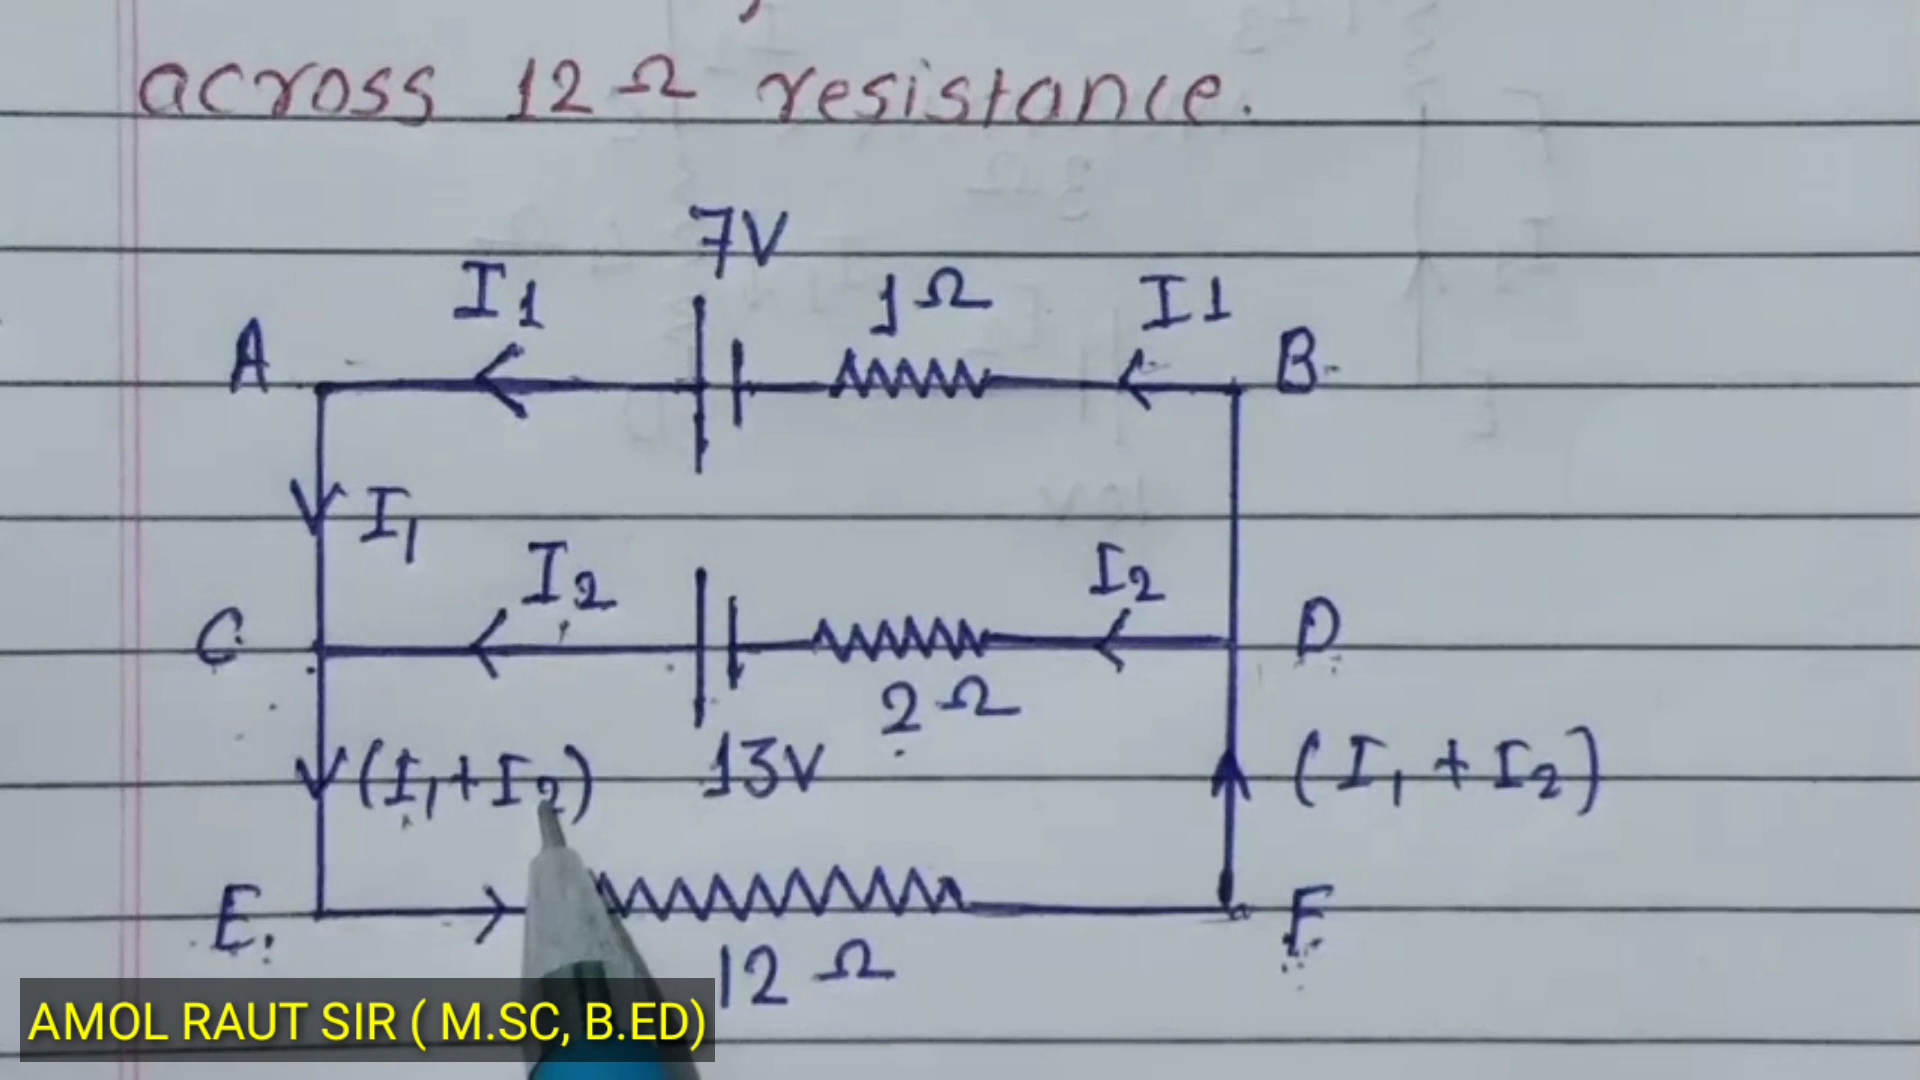 across 12 Ω resistance.
7V
I1 1Ω I1
A B
I1
I2 I2
C D
2Ω
(I1+I2) 13V (I1+I2)
E F
12 Ω
AMOL RAUT SIR ( M.SC, B.ED)